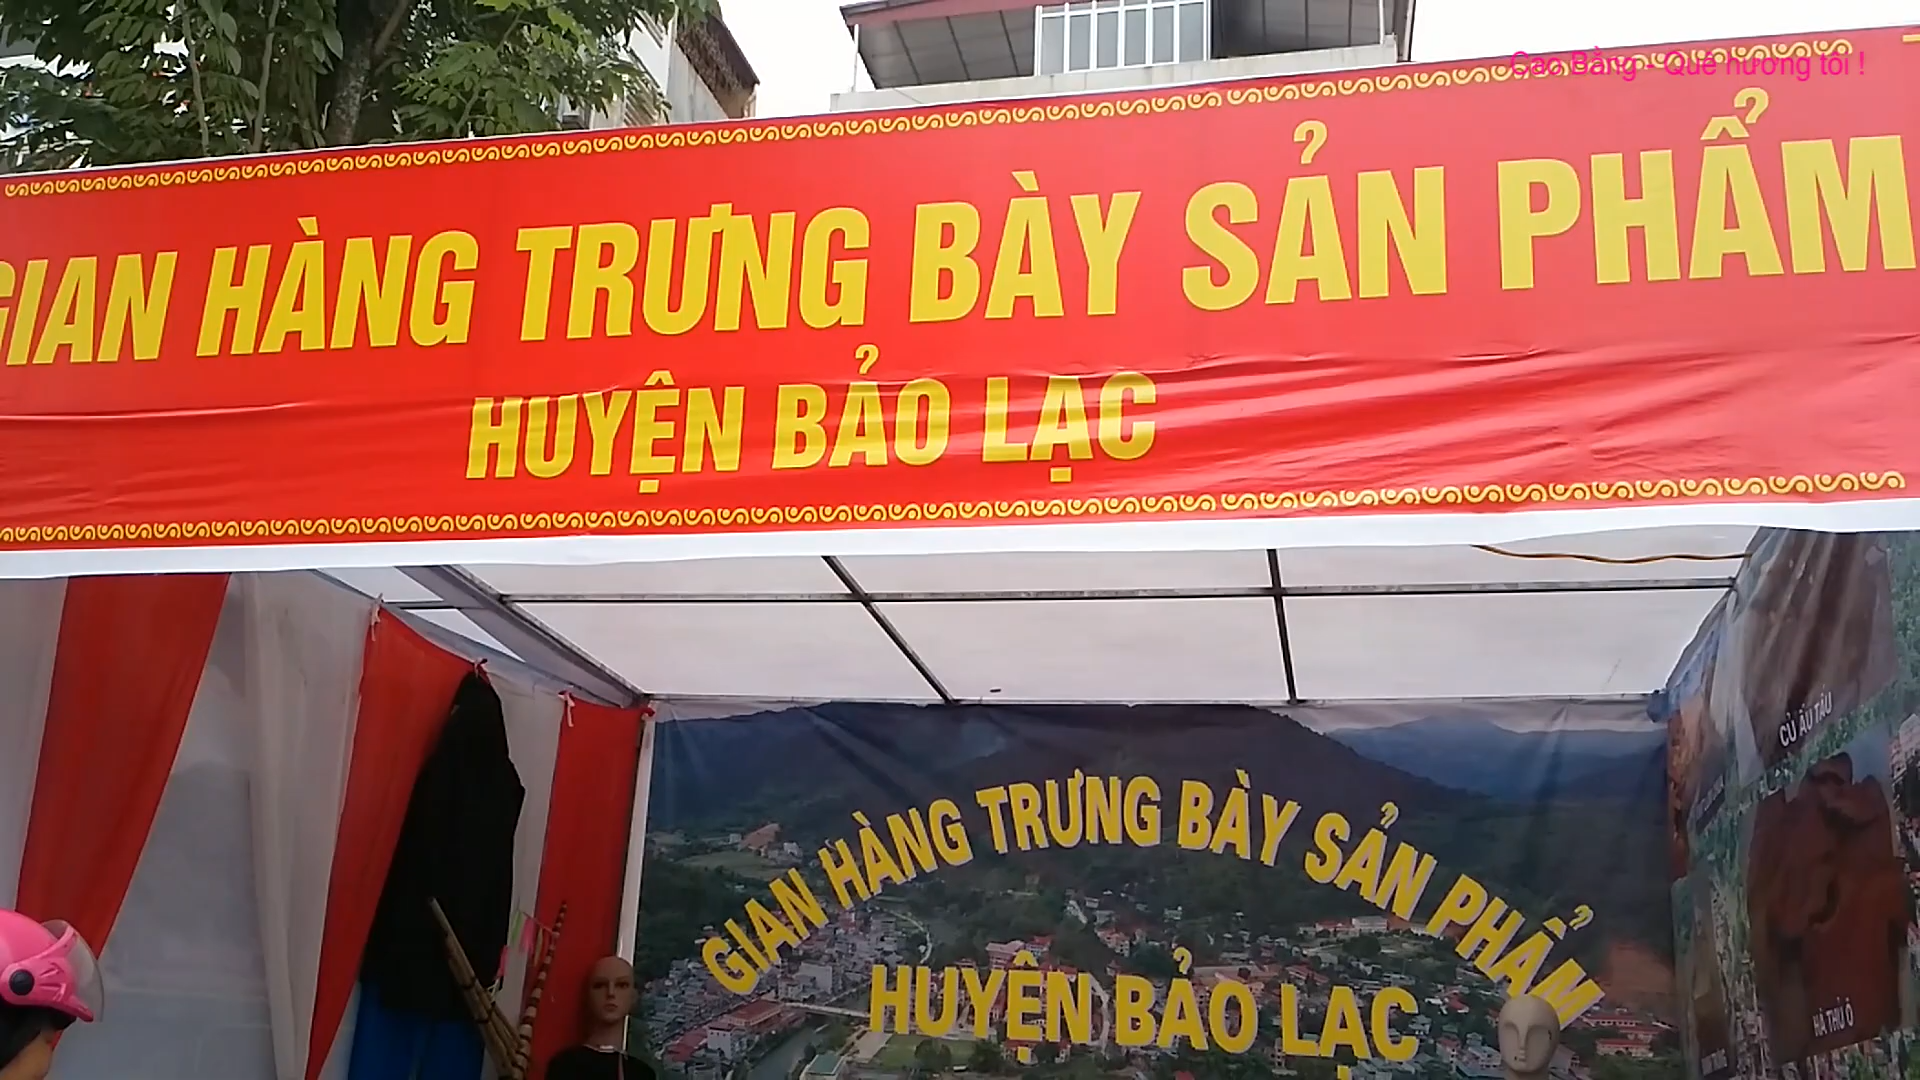 Cao Bằng - Quê hương tôi !
GIAN HÀNG TRƯNG BÀY SẢN PHẨM
HUYỆN BẢO LẠC
GIAN HÀNG TRƯNG BÀY SẢN PHẨM
HUYỆN BẢO LẠC
CỦ ẤU TẨU
HÀ THỦ Ô